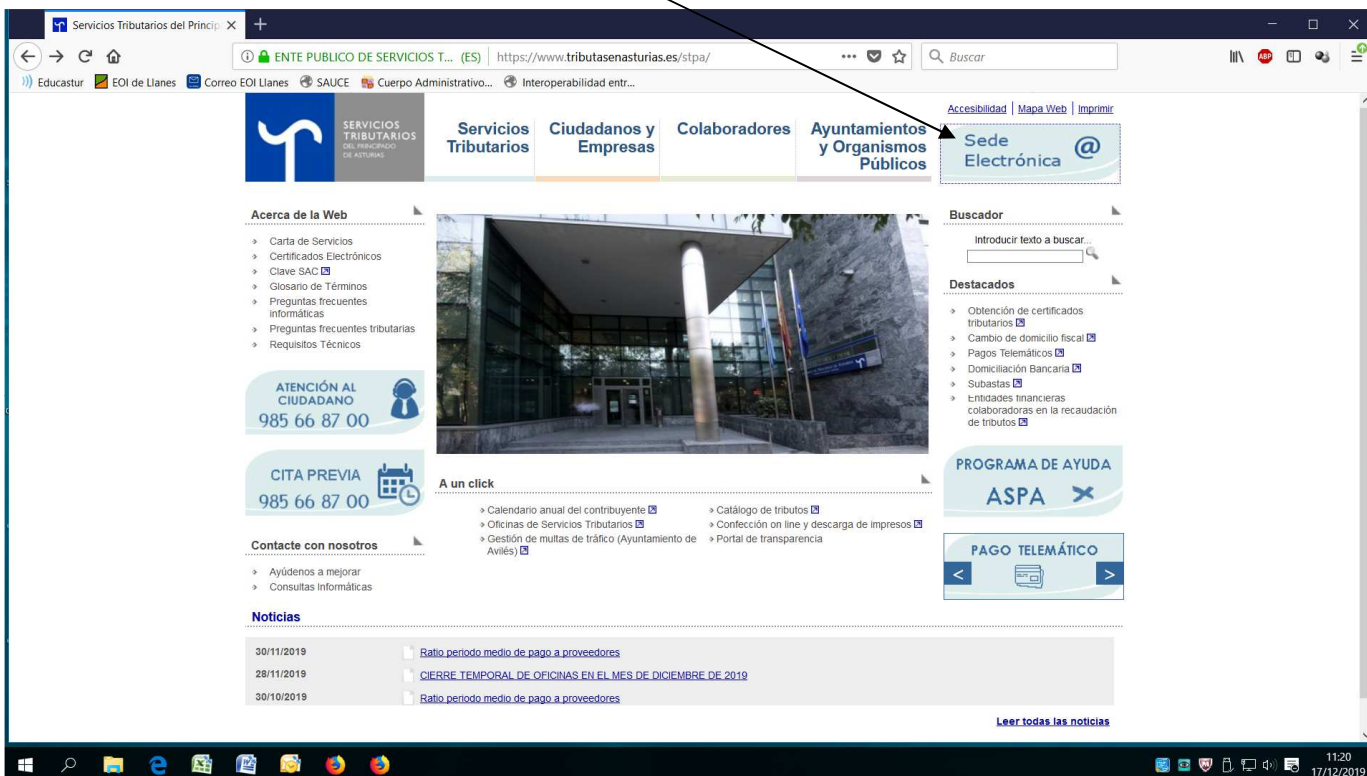 Servicios Tributarios del Princip
ENTE PUBLICO DE SERVICIOS T... (ES)
https://www.tributasenasturias.es/stpa/
Buscar
Educastur
EOI de Llanes
Correo EOI Llanes
SAUCE
Cuerpo Administrativo...
Interoperabilidad entr...
Accesibilidad | Mapa Web | Imprimir
SERVICIOS
TRIBUTARIOS
DEL PRINCIPADO
DE ASTURIAS
Servicios
Tributarios
Ciudadanos y
Empresas
Colaboradores
Ayuntamientos
y Organismos
Públicos
Sede
Electrónica @
Acerca de la Web
Carta de Servicios
Certificados Electrónicos
Clave SAC
Glosario de Términos
Preguntas frecuentes
informáticas
Preguntas frecuentes tributarias
Requisitos Técnicos
ATENCIÓN AL
CIUDADANO
985 66 87 00
CITA PREVIA
985 66 87 00
Contacte con nosotros
Ayúdenos a mejorar
Consultas informáticas
A un click
Calendario anual del contribuyente
Oficinas de Servicios Tributarios
Gestión de multas de tráfico (Ayuntamiento de
Avilés)
Catálogo de tributos
Confección on line y descarga de impresos
Portal de transparencia
Buscador
Introducir texto a buscar...
Destacados
Obtención de certificados
tributarios
Cambio de domicilio fiscal
Pagos Telemáticos
Domiciliación Bancaria
Subastas
Entidades financieras
colaboradoras en la recaudación
de tributos
PROGRAMA DE AYUDA
ASPA
PAGO TELEMÁTICO
< >
Noticias
30/11/2019 Ratio periodo medio de pago a proveedores
28/11/2019 CIERRE TEMPORAL DE OFICINAS EN EL MES DE DICIEMBRE DE 2019
30/10/2019 Ratio periodo medio de pago a proveedores
Leer todas las noticias
11:20
17/12/2019